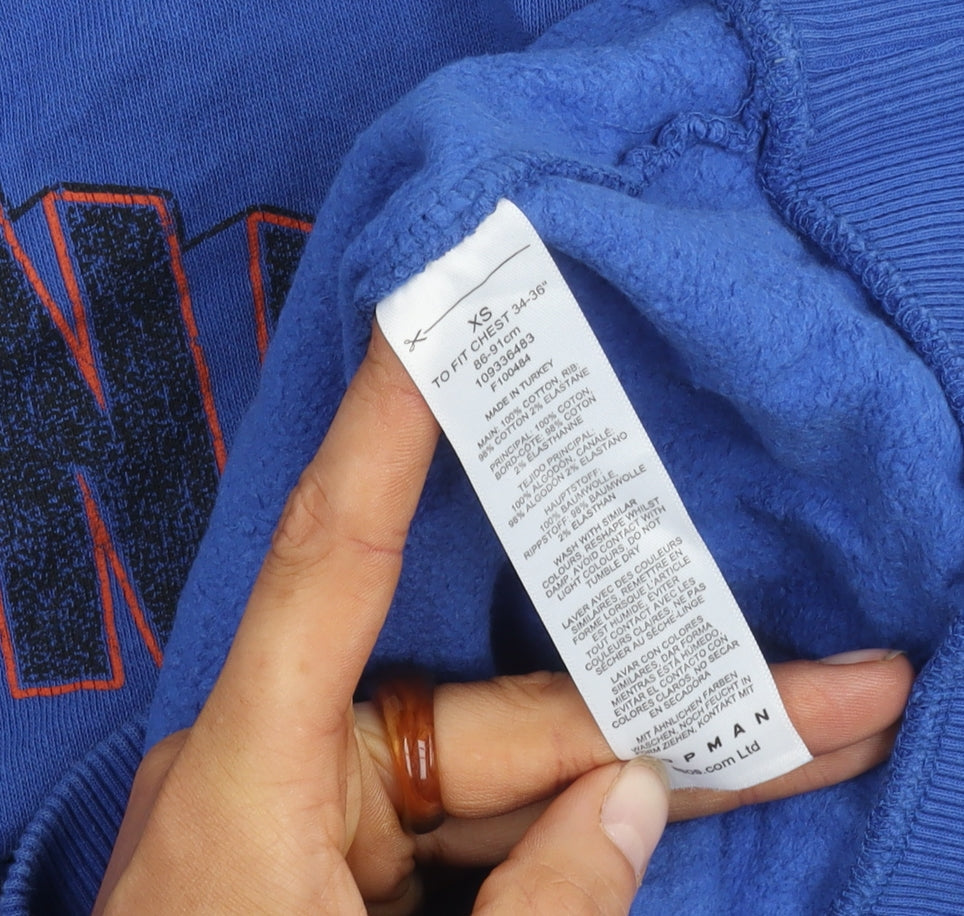 XS
TO FIT CHEST 34-36"
86-91cm
109336483
F100484
MADE IN TURKEY
MAIN: 100% COTTON, RIB:
98% COTTON 2% ELASTANE
PRINCIPAL: 100% COTON,
BORD-CÔTE: 98% COTON
2% ÉLASTHANNE
TEJIDO PRINCIPAL:
100% ALGODÓN, CANALÉ:
98% ALGODÓN 2% ELASTANO
HAUPTSTOFF:
100% BAUMWOLLE,
RIPPSTOFF: 98% BAUMWOLLE
2% ELASTHAN
WASH WITH SIMILAR
COLOURS, RESHAPE WHILST
DAMP, AVOID CONTACT WITH
LIGHT COLOURS, DO NOT
TUMBLE DRY
LAVER AVEC DES COULEURS
SIMILAIRES, REMETTRE EN
FORME LORSQUE L'ARTICLE
EST HUMIDE, ÉVITER
TOUT CONTACT AVEC LES
COULEURS CLAIRES, NE PAS
SÉCHER AU SÈCHE-LINGE
LAVAR CON COLORES
SIMILARES, DAR FORMA
MIENTRAS ESTÁ HÚMEDO,
EVITAR EL CONTACTO CON
COLORES CLAROS, NO SECAR
EN SECADORA
MIT ÄHNLICHEN FARBEN
WASCHEN, NOCH FEUCHT IN
FORM ZIEHEN, KONTAKT MIT
OPMAN
os.com Ltd